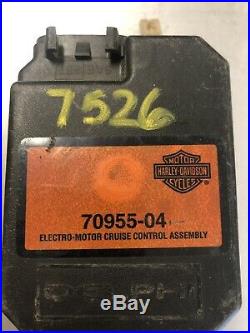 7526
MOTOR
HARLEY-DAVIDSON
CYCLES
70955-04
ELECTRO-MOTOR CRUISE CONTROL ASSEMBLY